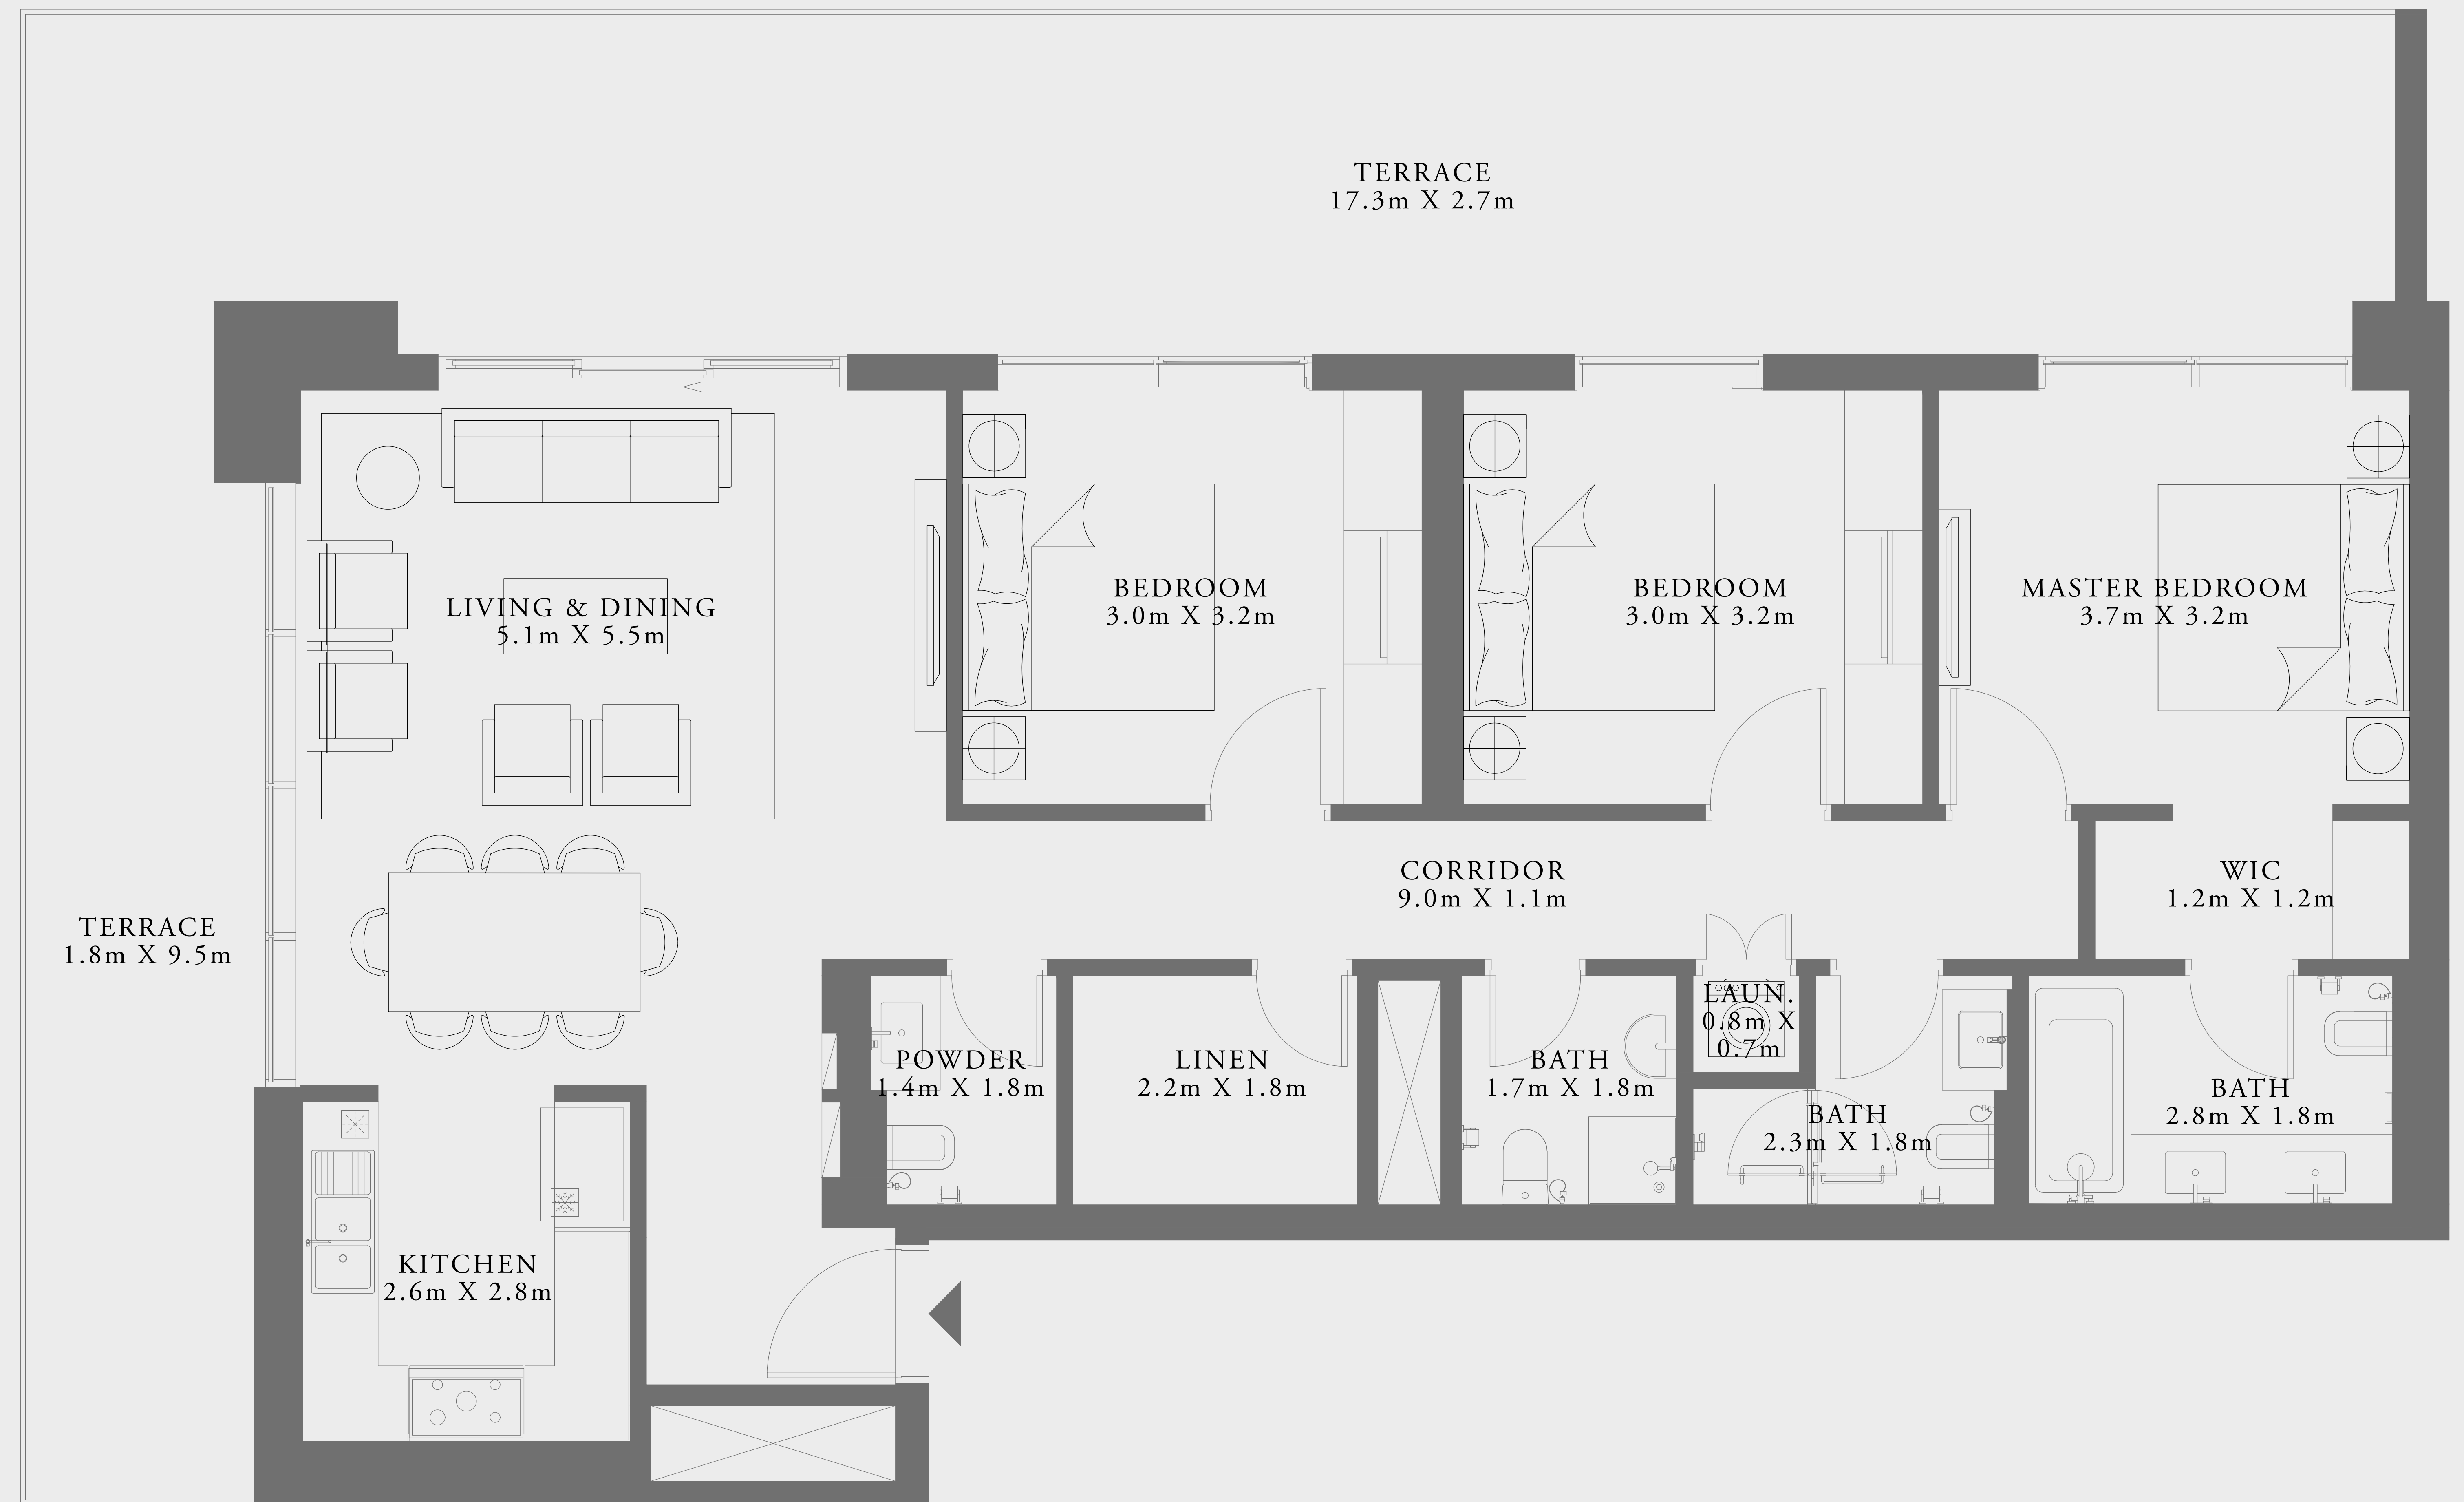 TERRACE
17.3m X 2.7m
LIVING & DINING
5.1m X 5.5m
BEDROOM
3.0m X 3.2m
BEDROOM
3.0m X 3.2m
MASTER BEDROOM
3.7m X 3.2m
TERRACE
1.8m X 9.5m
CORRIDOR
9.0m X 1.1m
WIC
1.2m X 1.2m
POWDER
1.4m X 1.8m
LINEN
2.2m X 1.8m
BATH
1.7m X 1.8m
LAUN.
0.8m X
0.7m
BATH
2.3m X 1.8m
BATH
2.8m X 1.8m
KITCHEN
2.6m X 2.8m